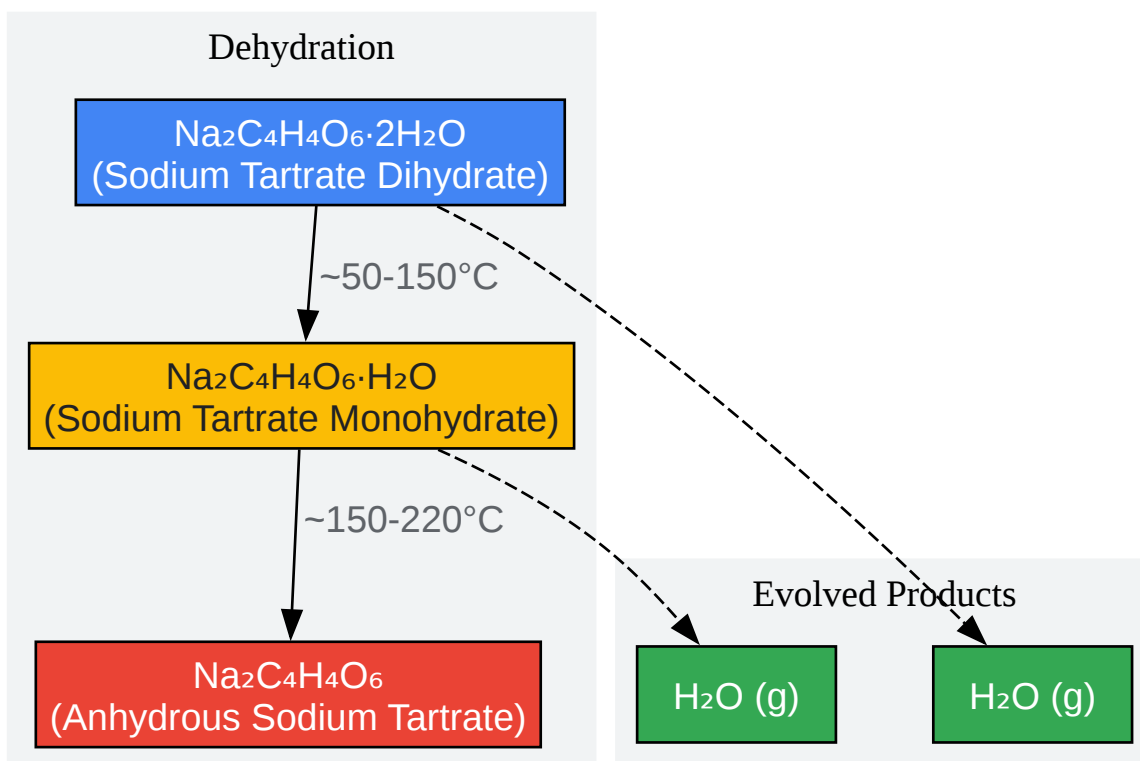 Dehydration
Na₂C₄H₄O₆·2H₂O
(Sodium Tartrate Dihydrate)
~50-150°C
Na₂C₄H₄O₆·H₂O
(Sodium Tartrate Monohydrate)
~150-220°C
Na₂C₄H₄O₆
(Anhydrous Sodium Tartrate)
Evolved Products
H₂O (g)
H₂O (g)